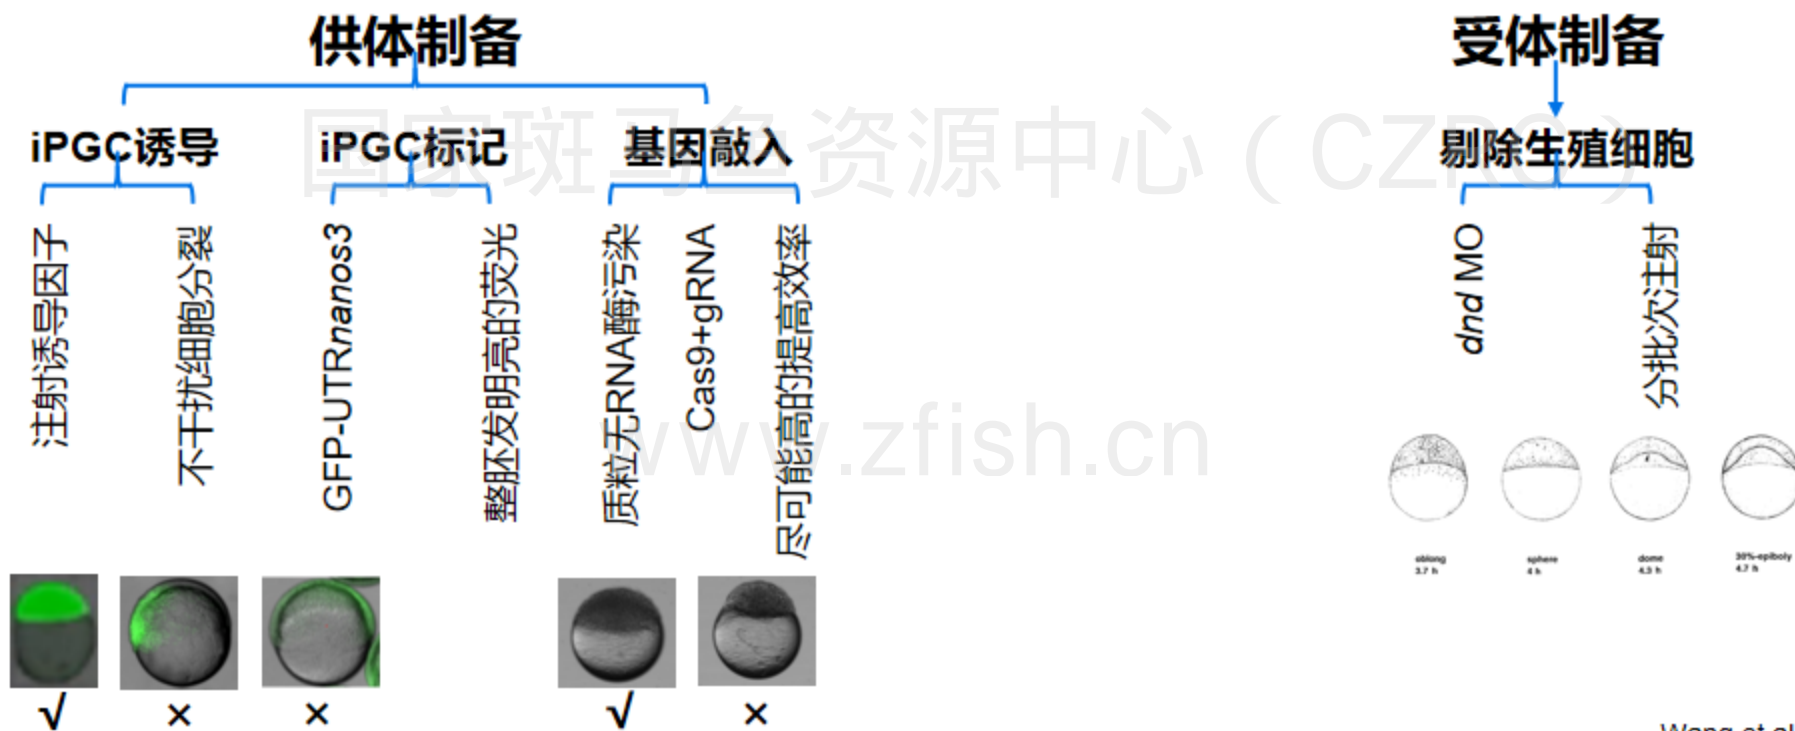 供体制备
受体制备
iPGC诱导
iPGC标记
基因敲入
剔除生殖细胞
国家斑马鱼资源中心（CZRC）
注射诱导因子
不干扰细胞分裂
GFP-UTRnanos3
整胚发明亮的荧光
质粒无RNA酶污染
Cas9+gRNA
尽可能高的提高效率
dnd MO
分批次注射
www.zfish.cn
oblong
3.7 h
sphere
4 h
dome
4.3 h
30%-epiboly
4.7 h
√
×
×
√
×
Wang et al